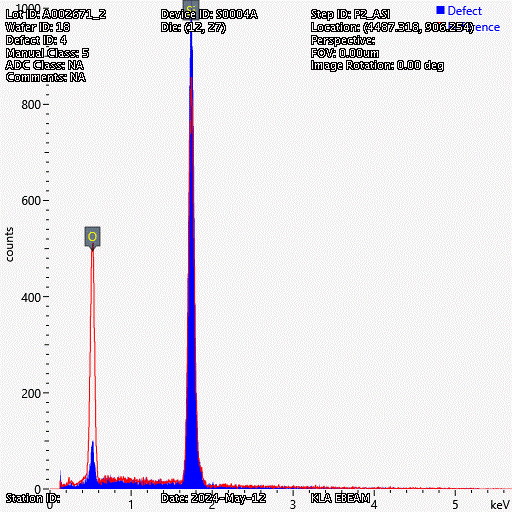 Lot ID: A002671_2
Wafer ID: 18
Defect ID: 4
Manual Class: 5
ADC Class: NA
Comments: NA
Device ID: S0004A
Die: (12, 27)
Step ID: P2_ASI
Location: (4487.318, 906.254)
Perspective:
FOV: 0.00um
Image Rotation: 0.00 deg
Defect
1000
800
600
400
200
0
counts
O
0 1 2 3 4 5
keV
Station ID:
Date: 2024-May-12
KLA EBEAM